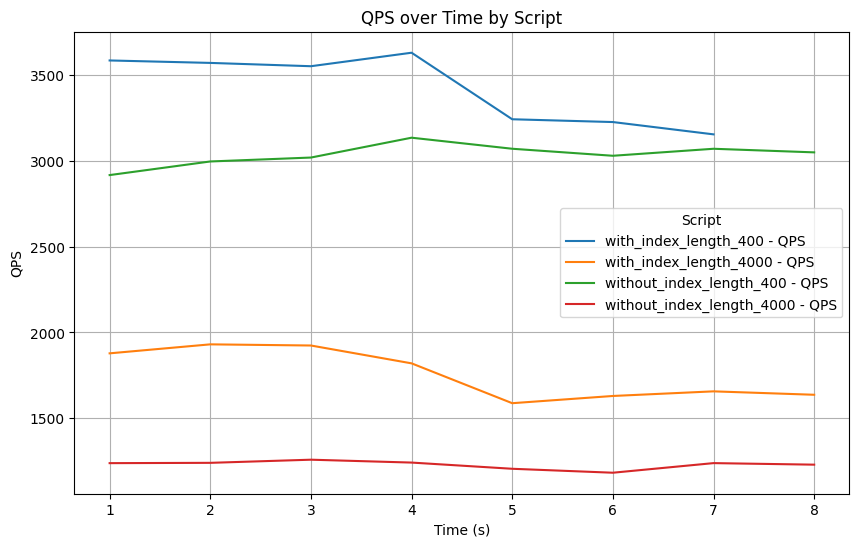 QPS over Time by Script
3500
3000
2500
2000
1500
QPS
Script
with_index_length_400 - QPS
with_index_length_4000 - QPS
without_index_length_400 - QPS
without_index_length_4000 - QPS
1 2 3 4 5 6 7 8
Time (s)